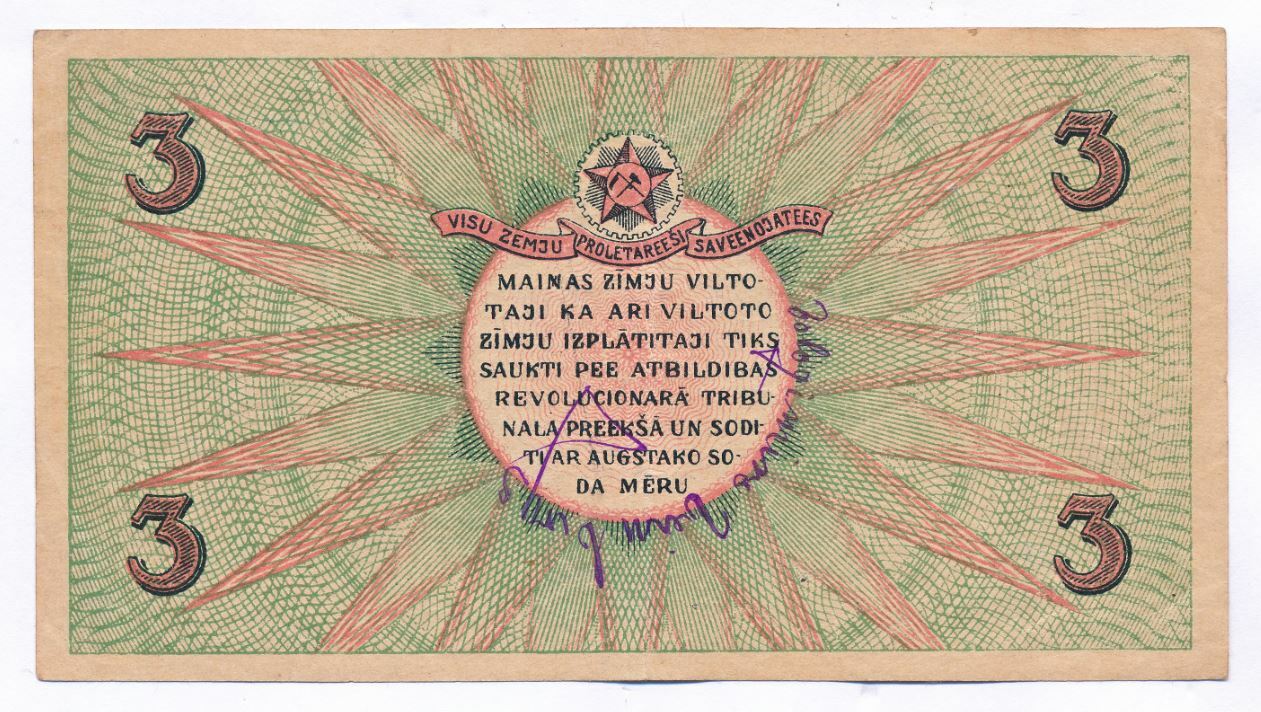 3 3
VISU ZEMJU PROLETAREEŠI SAVEENOJATEES
MAIŅAS ZĪMJU VILTO-
TAJI KA ARI VILTOTO
ZĪMJU IZPLĀTITAJI TIKS
SAUKTI PEE ATBILDIBAS
REVOLUCIONARĀ TRIBU-
NALA PREEKŠĀ UN SODI-
TI AR AUGSTAKO SO-
DA MĒRU
3 3